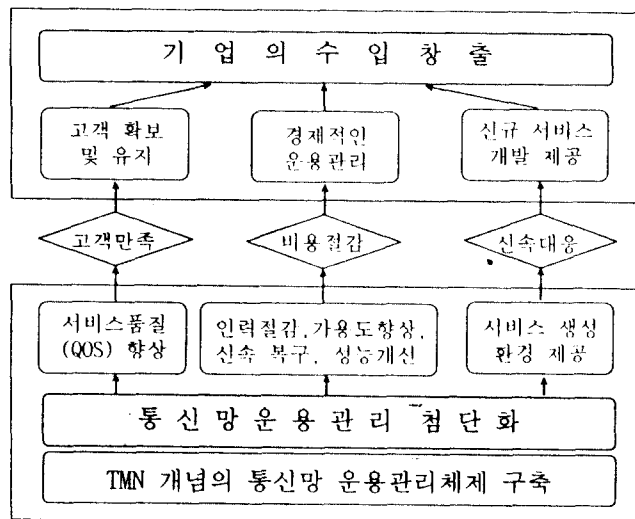 기 업 의 수 입 창 출
고객 확보
및 유지
경제적인
운용관리
신규 서비스
개발 제공
고객만족
비용절감
신속대응
서비스품질
(QOS) 향상
인력절감, 가용도향상,
신속 복구, 성능개선
서비스 생성
환경 제공
통 신 망 운 용 관 리 첨 단 화
TMN 개념의 통신망 운용관리체제 구축